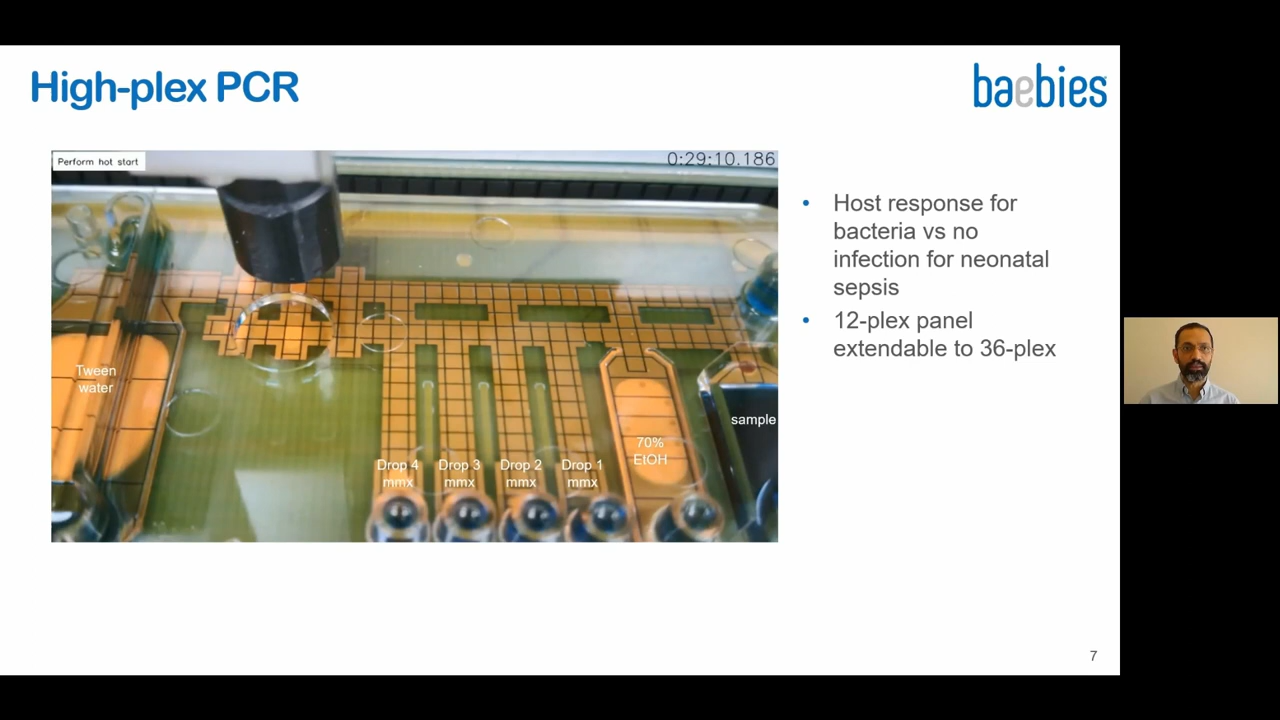 High-plex PCR
baebies
Perform hot start
0:29:10.186
Tween
water
Drop 4
mmx
Drop 3
mmx
Drop 2
mmx
Drop 1
mmx
70%
EtOH
sample
• Host response for
bacteria vs no
infection for neonatal
sepsis
• 12-plex panel
extendable to 36-plex
7